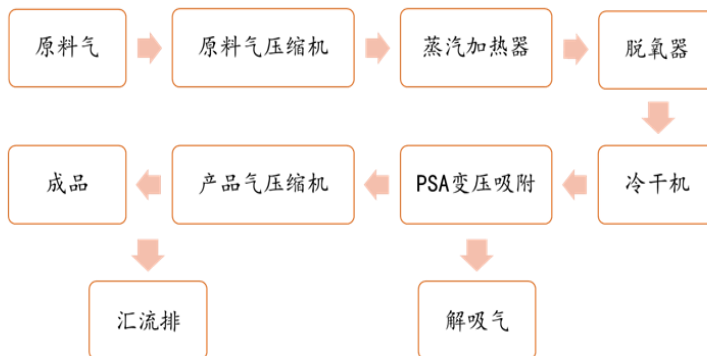 原料气
原料气压缩机
蒸汽加热器
脱氧器
成品
产品气压缩机
PSA变压吸附
冷干机
汇流排
解吸气